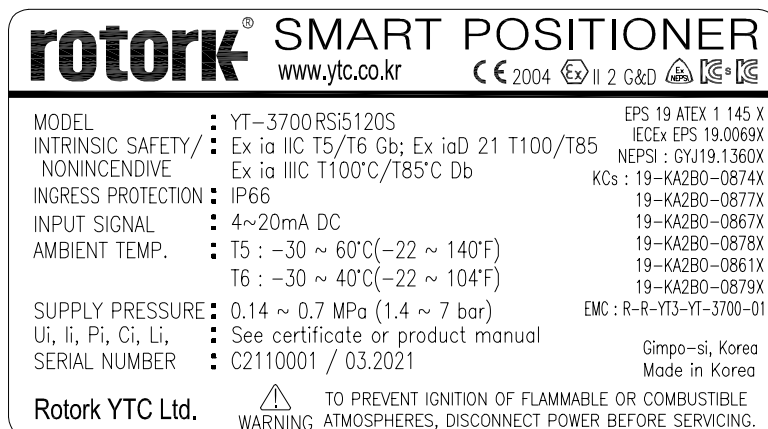 rotork® SMART POSITIONER
www.ytc.co.kr CE 2004 Ex II 2 G&D Ex NEPSI KCs KC
MODEL : YT-3700RSi5120S
INTRINSIC SAFETY/ : Ex ia IIC T5/T6 Gb; Ex iaD 21 T100/T85
NONINCENDIVE Ex ia IIIC T100°C/T85°C Db
INGRESS PROTECTION : IP66
INPUT SIGNAL : 4~20mA DC
AMBIENT TEMP. : T5 : -30 ~ 60°C(-22 ~ 140°F)
T6 : -30 ~ 40°C(-22 ~ 104°F)
SUPPLY PRESSURE : 0.14 ~ 0.7 MPa (1.4 ~ 7 bar)
Ui, Ii, Pi, Ci, Li, : See certificate or product manual
SERIAL NUMBER : C2110001 / 03.2021
EPS 19 ATEX 1 145 X
IECEx EPS 19.0069X
NEPSI : GYJ19.1360X
KCs : 19-KA2BO-0874X
19-KA2BO-0877X
19-KA2BO-0867X
19-KA2BO-0878X
19-KA2BO-0861X
19-KA2BO-0879X
EMC : R-R-YT3-YT-3700-01
Gimpo-si, Korea
Made in Korea
Rotork YTC Ltd.
WARNING TO PREVENT IGNITION OF FLAMMABLE OR COMBUSTIBLE
ATMOSPHERES, DISCONNECT POWER BEFORE SERVICING.